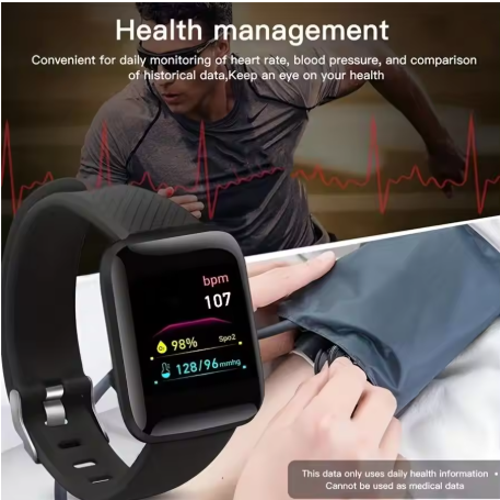 Health management
Convenient for daily monitoring of heart rate, blood pressure, and comparison
of historical data,Keep an eye on your health
bpm
107
98% Spo2
128/96mmhg
This data only uses daily health information •
Cannot be used as medical data